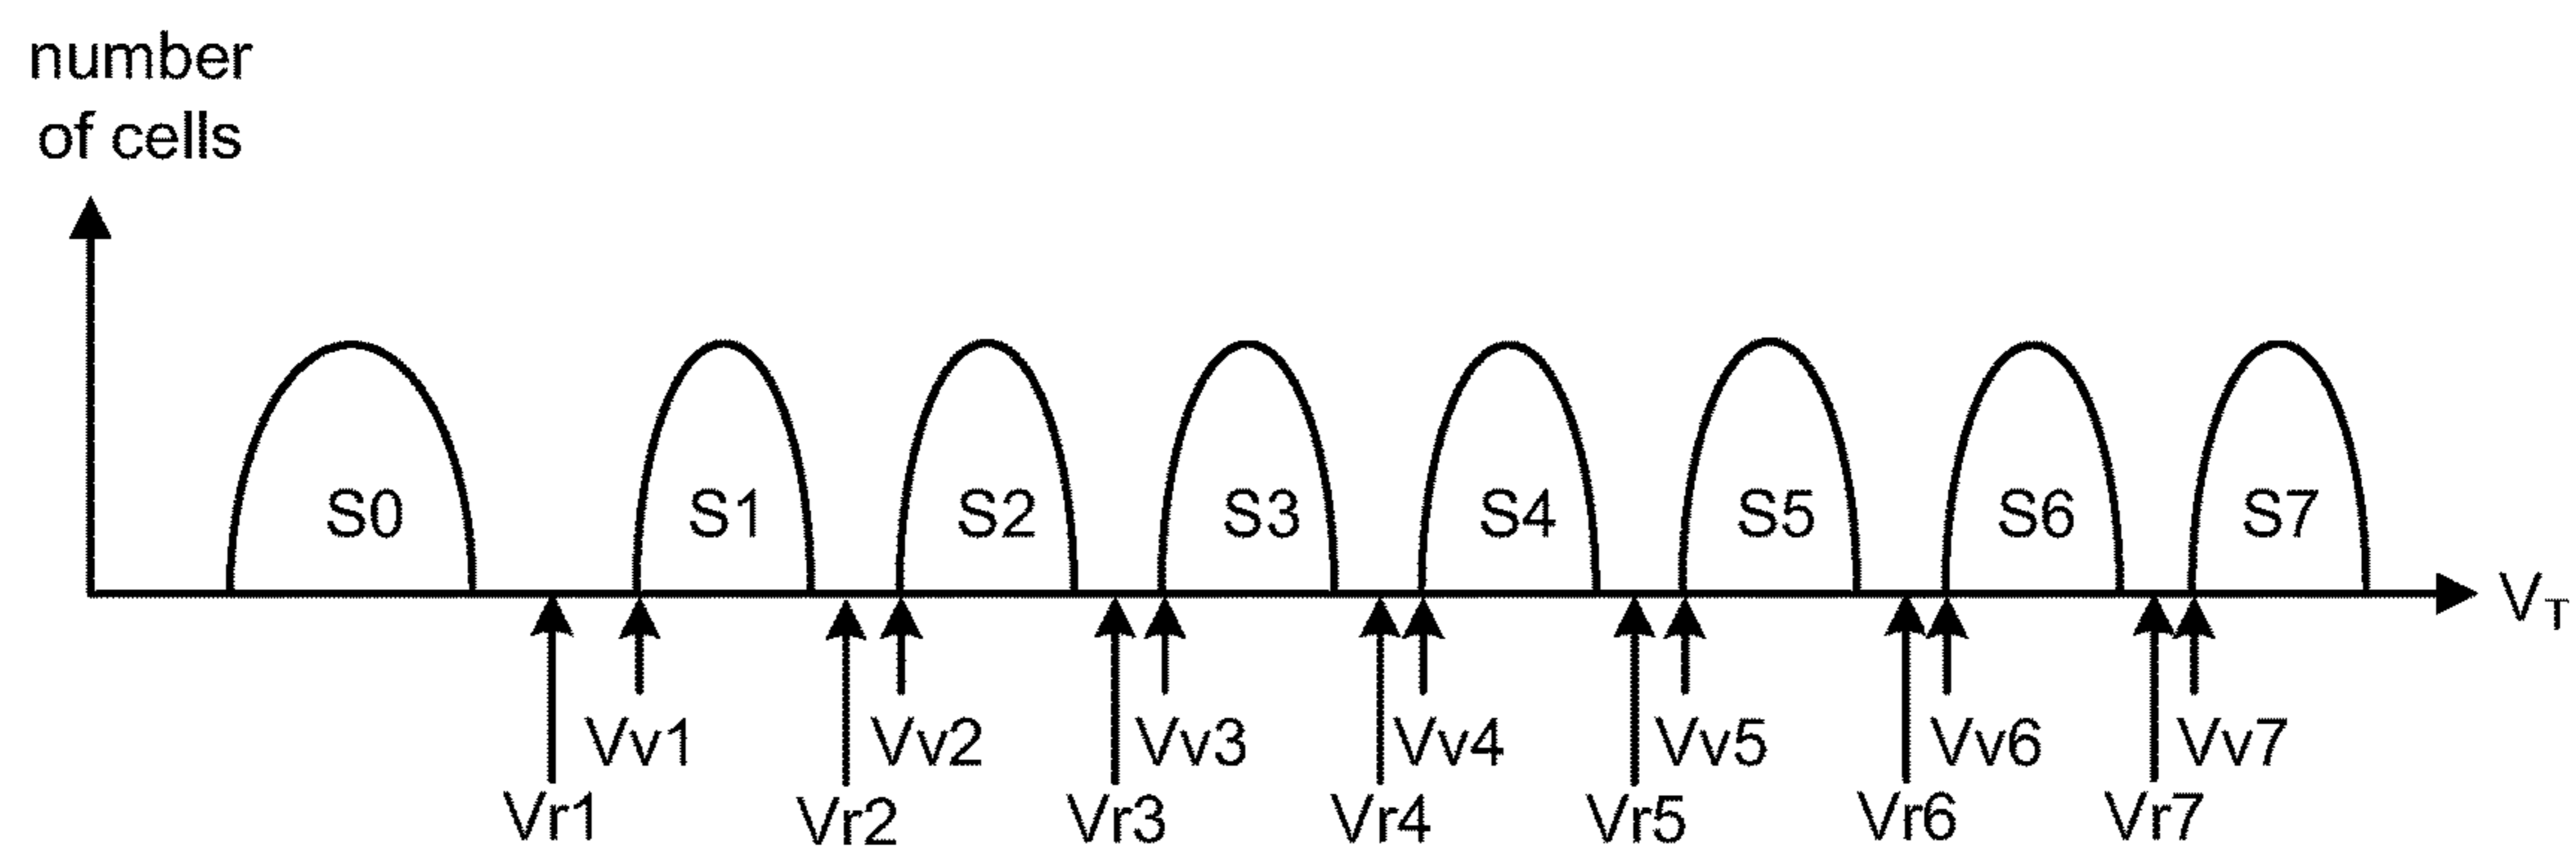 number
of cells
S0 S1 S2 S3 S4 S5 S6 S7
V_T
Vv1 Vv2 Vv3 Vv4 Vv5 Vv6 Vv7
Vr1 Vr2 Vr3 Vr4 Vr5 Vr6 Vr7